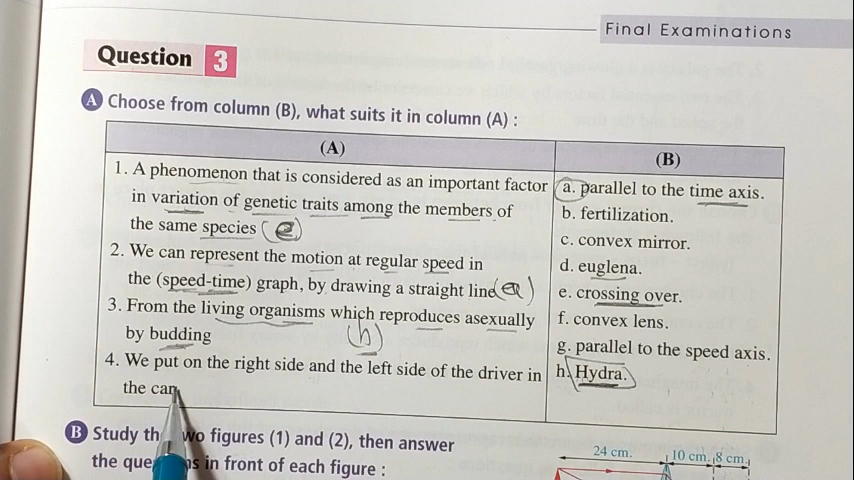 Final Examinations
Question 3
A Choose from column (B), what suits it in column (A) :
(A)
(B)
1. A phenomenon that is considered as an important factor
in variation of genetic traits among the members of
the same species (e)
2. We can represent the motion at regular speed in
the (speed-time) graph, by drawing a straight line (a)
3. From the living organisms which reproduces asexually
by budding (h)
4. We put on the right side and the left side of the driver in
the car
a. parallel to the time axis.
b. fertilization.
c. convex mirror.
d. euglena.
e. crossing over.
f. convex lens.
g. parallel to the speed axis.
h. Hydra.
B Study the two figures (1) and (2), then answer
the in front of each figure :
24 cm. 10 cm. 8 cm.